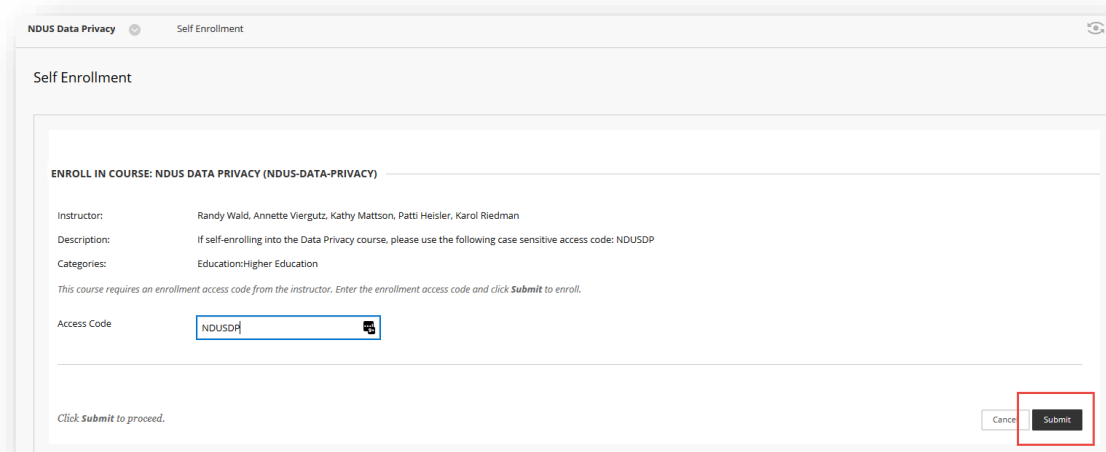 NDUS Data Privacy Self Enrollment
Self Enrollment
ENROLL IN COURSE: NDUS DATA PRIVACY (NDUS-DATA-PRIVACY)
Instructor: Randy Wald, Annette Viergutz, Kathy Mattson, Patti Heisler, Karol Riedman
Description: If self-enrolling into the Data Privacy course, please use the following case sensitive access code: NDUSDP
Categories: Education:Higher Education
This course requires an enrollment access code from the instructor. Enter the enrollment access code and click Submit to enroll.
Access Code NDUSDP
Click Submit to proceed. Cance Submit